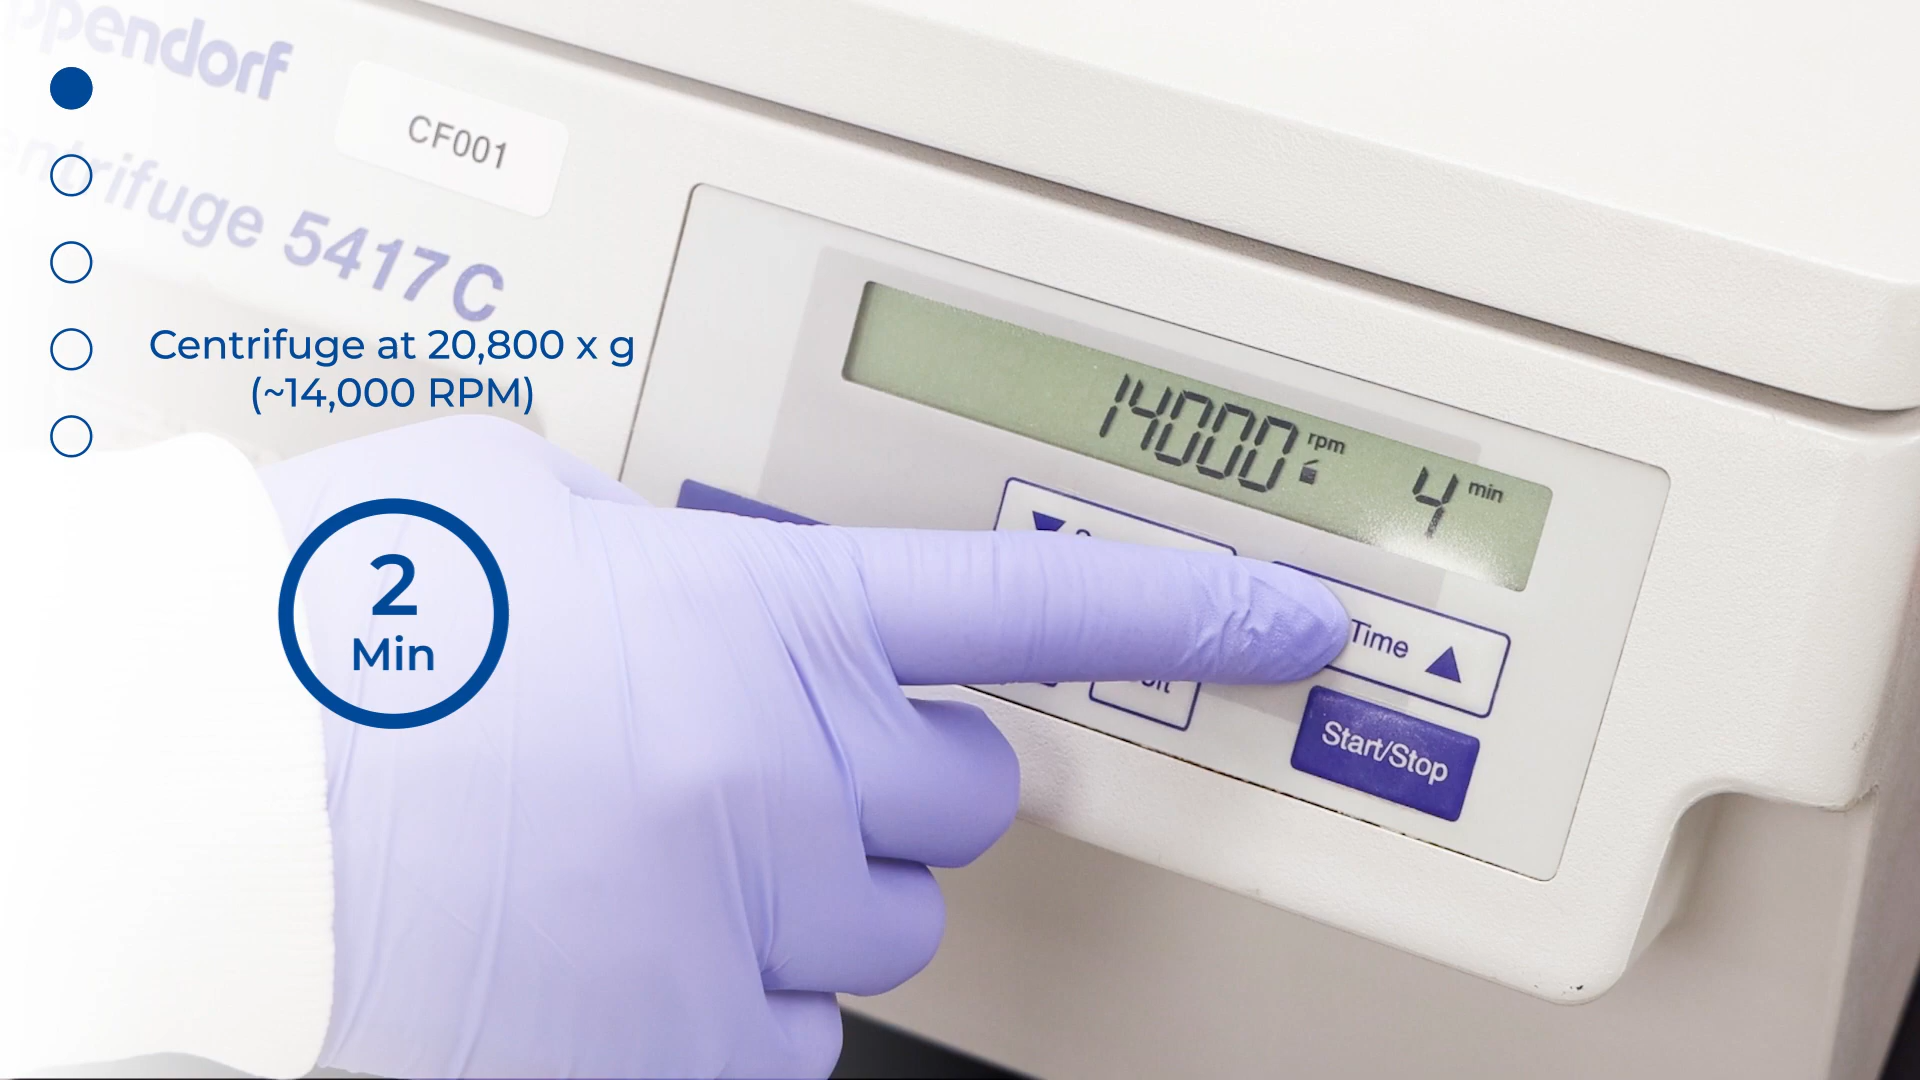 ppendorf
CF001
entrifuge 5417C
Centrifuge at 20,800 x g
(~14,000 RPM)
2
Min
14000 rpm 4 min
Time
Start/Stop